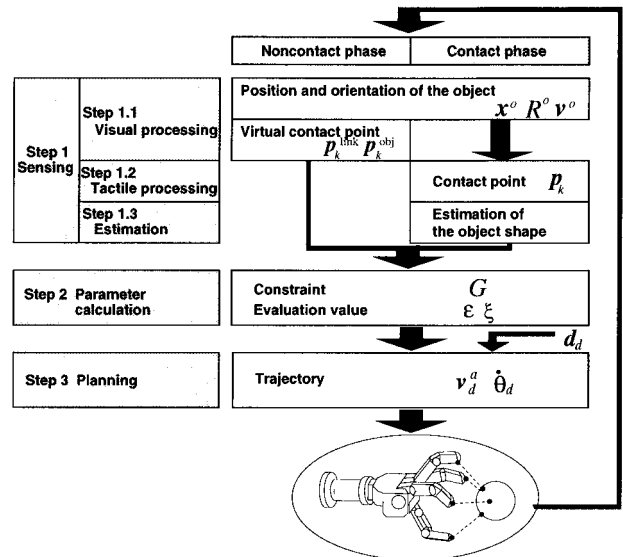 Noncontact phase Contact phase
Step 1
Sensing
Step 1.1
Visual processing
Step 1.2
Tactile processing
Step 1.3
Estimation
Position and orientation of the object
x^o R^o v^o
Virtual contact point
p_k^link p_k^obj
Contact point p_k
Estimation of
the object shape
Step 2 Parameter
calculation
Constraint G
Evaluation value ε ξ
d_d
Step 3 Planning
Trajectory v_d^a θ̇_d